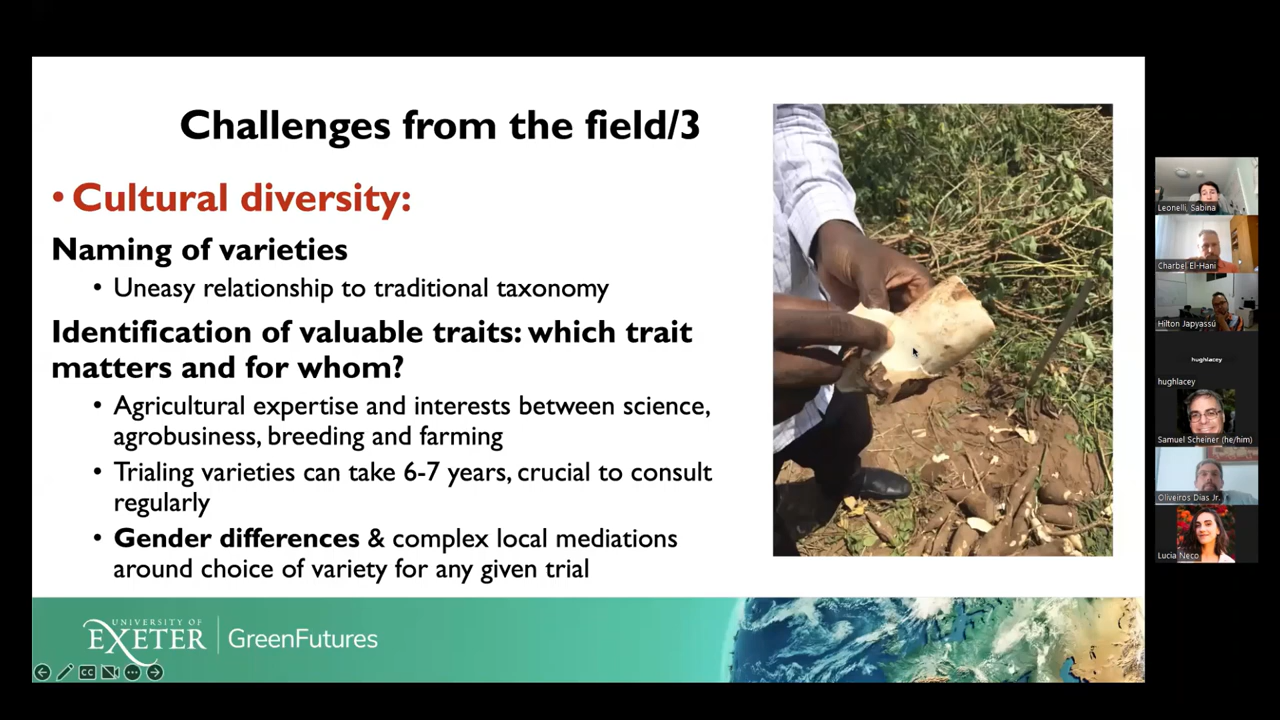 Challenges from the field/3
• Cultural diversity:
Naming of varieties
• Uneasy relationship to traditional taxonomy
Identification of valuable traits: which trait
matters and for whom?
• Agricultural expertise and interests between science,
agrobusiness, breeding and farming
• Trialing varieties can take 6-7 years, crucial to consult
regularly
• Gender differences & complex local mediations
around choice of variety for any given trial
UNIVERSITY OF
EXETER
GreenFutures
CC
Leonelli, Sabina
Charbel El-Hani
Hilton Japyassú
hughlacey
hughlacey
Samuel Scheiner (he/him)
Oliveiros Dias Jr.
Lucia Neco